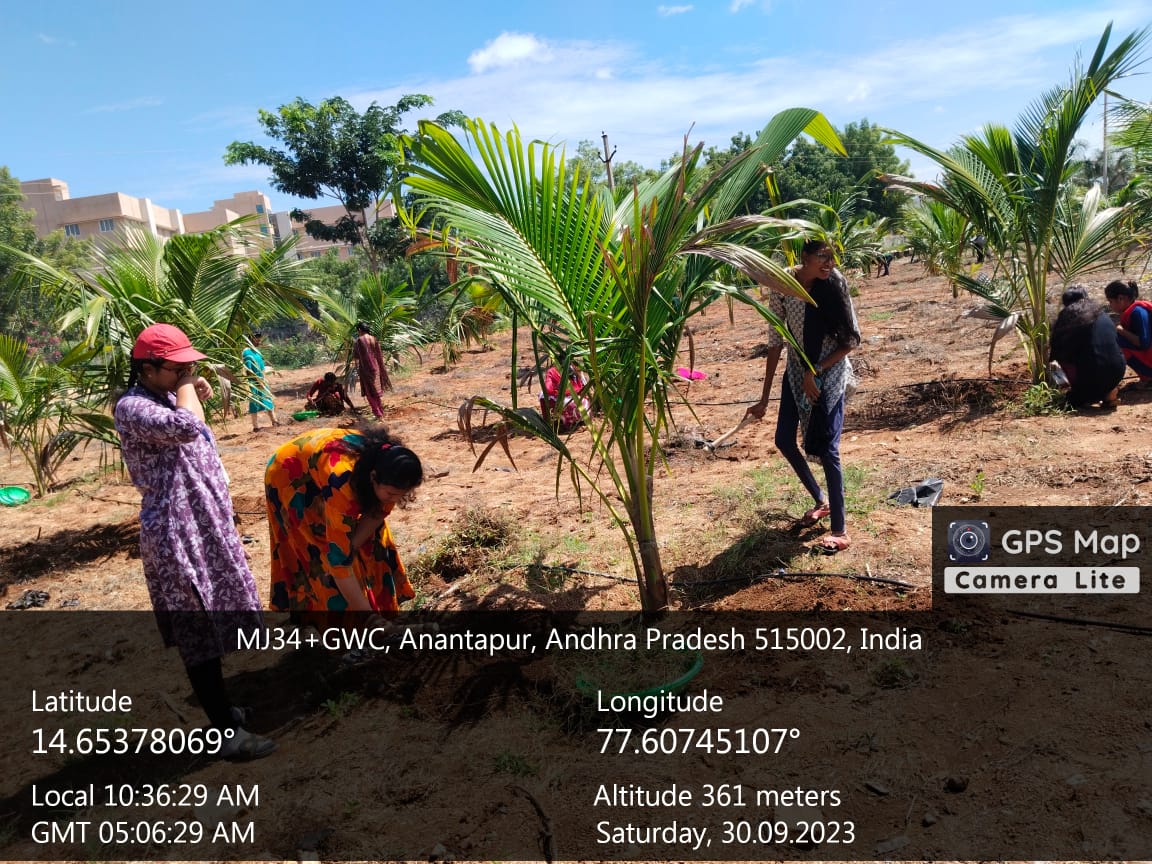 GPS Map
Camera Lite
MJ34+GWC, Anantapur, Andhra Pradesh 515002, India
Latitude
14.65378069°
Longitude
77.60745107°
Local 10:36:29 AM
GMT 05:06:29 AM
Altitude 361 meters
Saturday, 30.09.2023